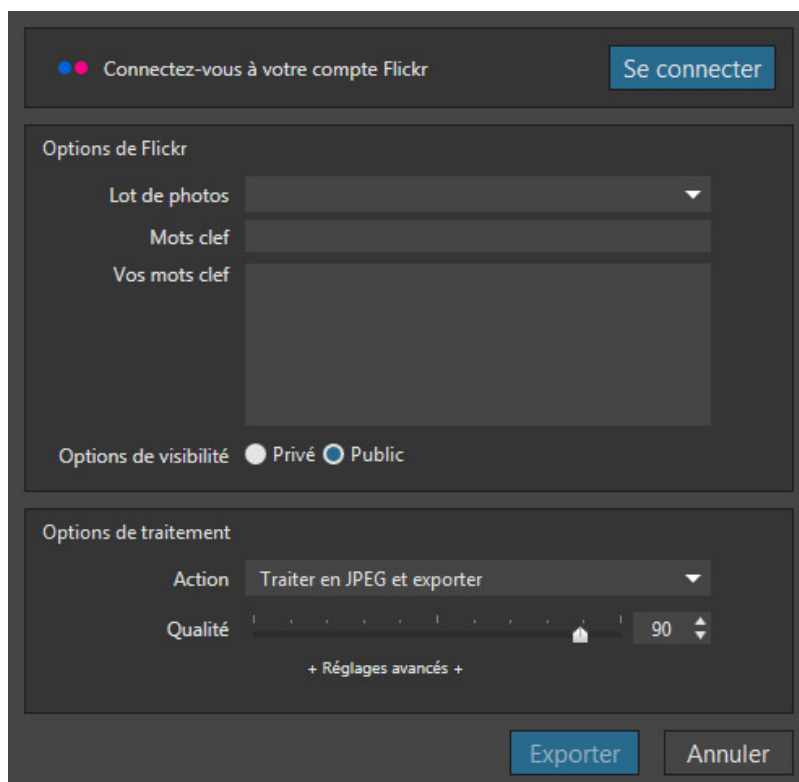 Connectez-vous à votre compte Flickr
Se connecter
Options de Flickr
Lot de photos
Mots clef
Vos mots clef
Options de visibilité Privé Public
Options de traitement
Action Traiter en JPEG et exporter
Qualité 90
+ Réglages avancés +
Exporter Annuler